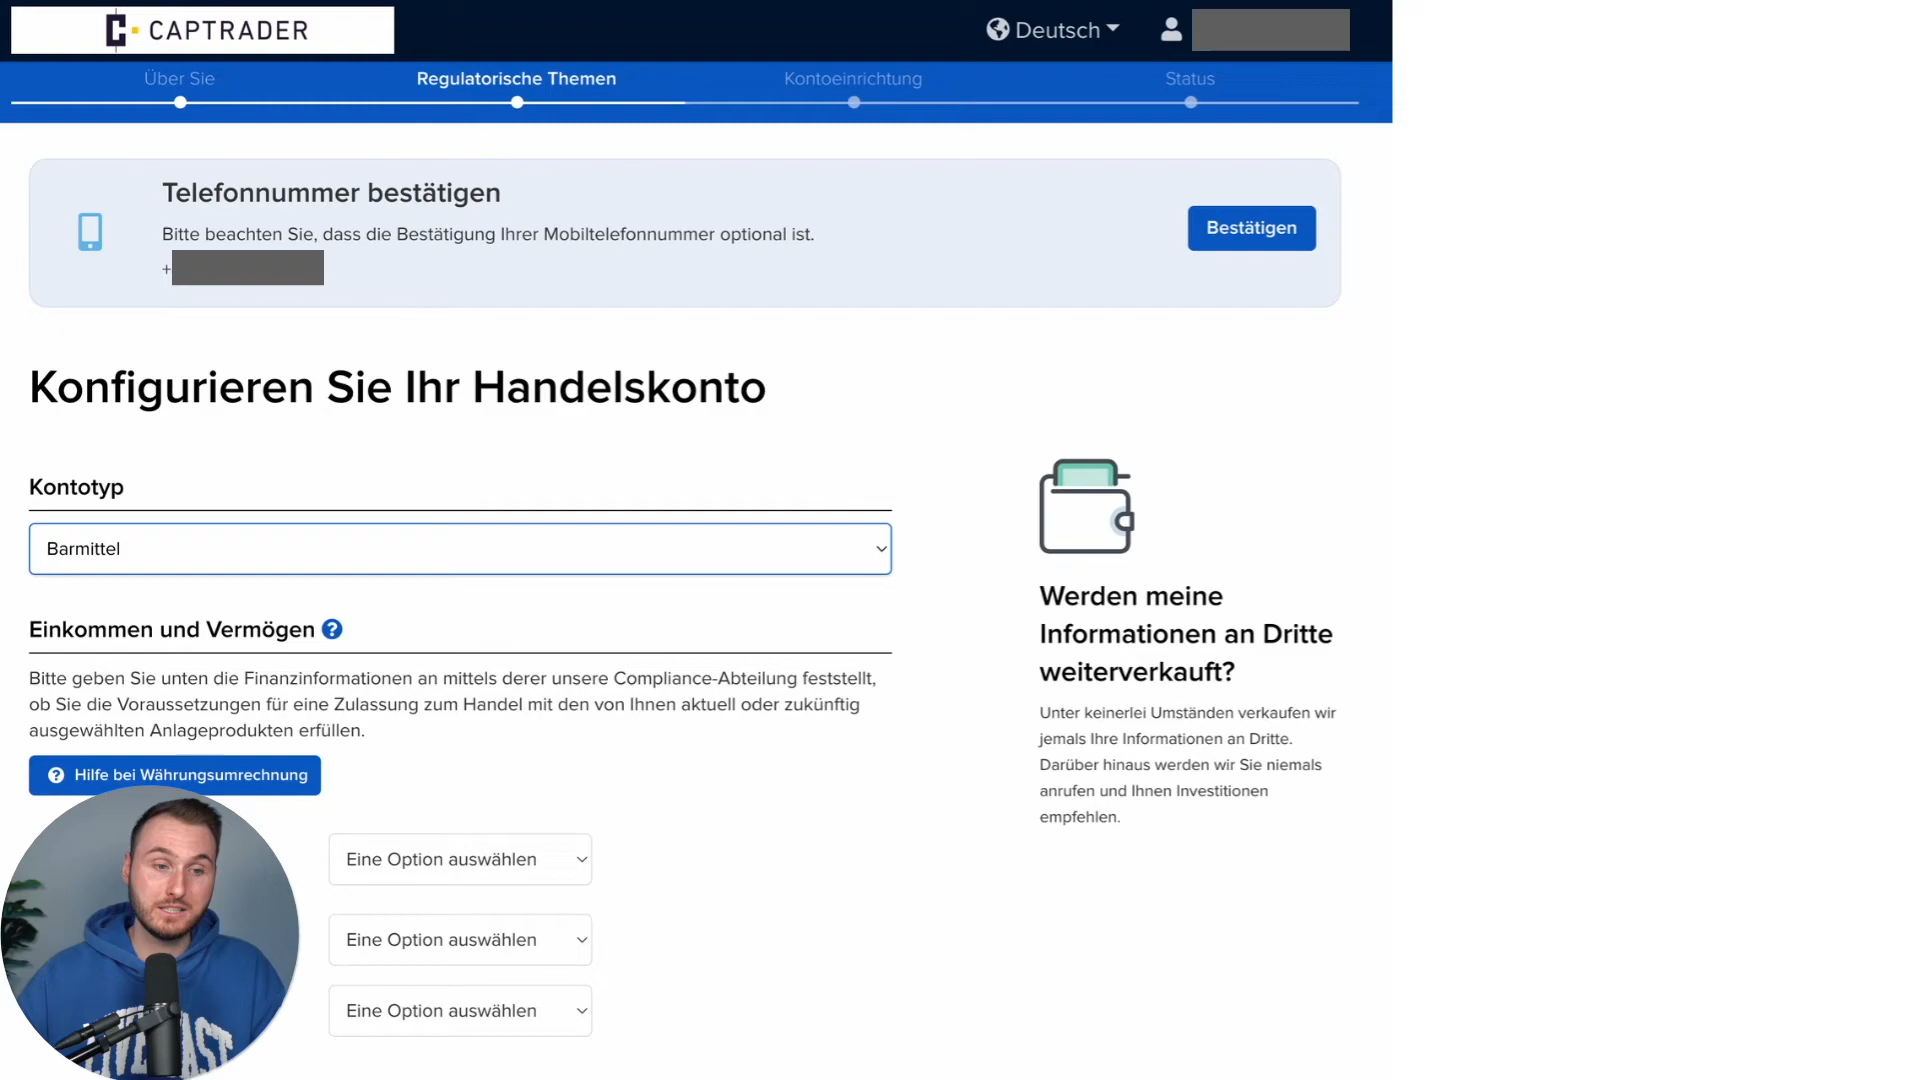 CAPTRADER
Deutsch
Über Sie
Regulatorische Themen
Kontoeinrichtung
Status
Telefonnummer bestätigen
Bitte beachten Sie, dass die Bestätigung Ihrer Mobiltelefonnummer optional ist.
+
Bestätigen
Konfigurieren Sie Ihr Handelskonto
Kontotyp
Barmittel
Einkommen und Vermögen ?
Bitte geben Sie unten die Finanzinformationen an mittels derer unsere Compliance-Abteilung feststellt,
ob Sie die Voraussetzungen für eine Zulassung zum Handel mit den von Ihnen aktuell oder zukünftig
ausgewählten Anlageprodukten erfüllen.
? Hilfe bei Währungsumrechnung
Eine Option auswählen
Eine Option auswählen
Eine Option auswählen
Werden meine
Informationen an Dritte
weiterverkauft?
Unter keinerlei Umständen verkaufen wir
jemals Ihre Informationen an Dritte.
Darüber hinaus werden wir Sie niemals
anrufen und Ihnen Investitionen
empfehlen.